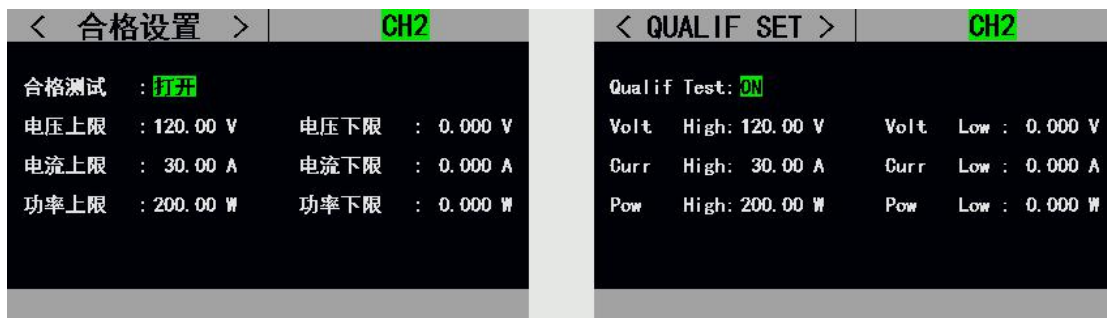 < 合格设置 > CH2
合格测试 : 打开
电压上限 : 120.00 V 电压下限 : 0.000 V
电流上限 : 30.00 A 电流下限 : 0.000 A
功率上限 : 200.00 W 功率下限 : 0.000 W
< QUALIF SET > CH2
Qualif Test: ON
Volt High: 120.00 V Volt Low : 0.000 V
Curr High: 30.00 A Curr Low : 0.000 A
Pow High: 200.00 W Pow Low : 0.000 W